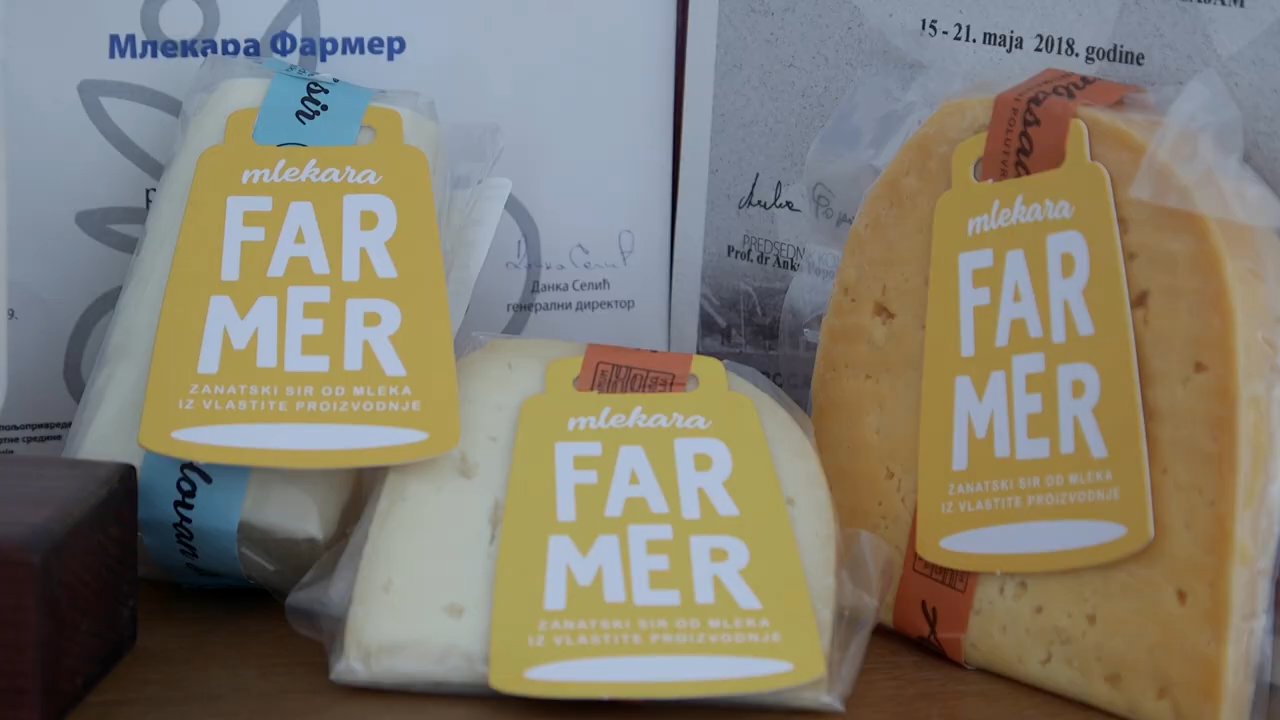 Млекара Фармер
15 - 21. maja 2018. godine
sir
mlekara
FAR
MER
ZANATSKI SIR OD MLEKA
IZ VLASTITE PROIZVODNJE
Данка Селић
генерални директор
Prof. dr
mlekara
FAR
MER
ZANATSKI SIR OD MLEKA
IZ VLASTITE PROIZVODNJE
mlekara
FAR
MER
ZANATSKI SIR OD MLEKA
IZ VLASTITE PROIZVODNJE